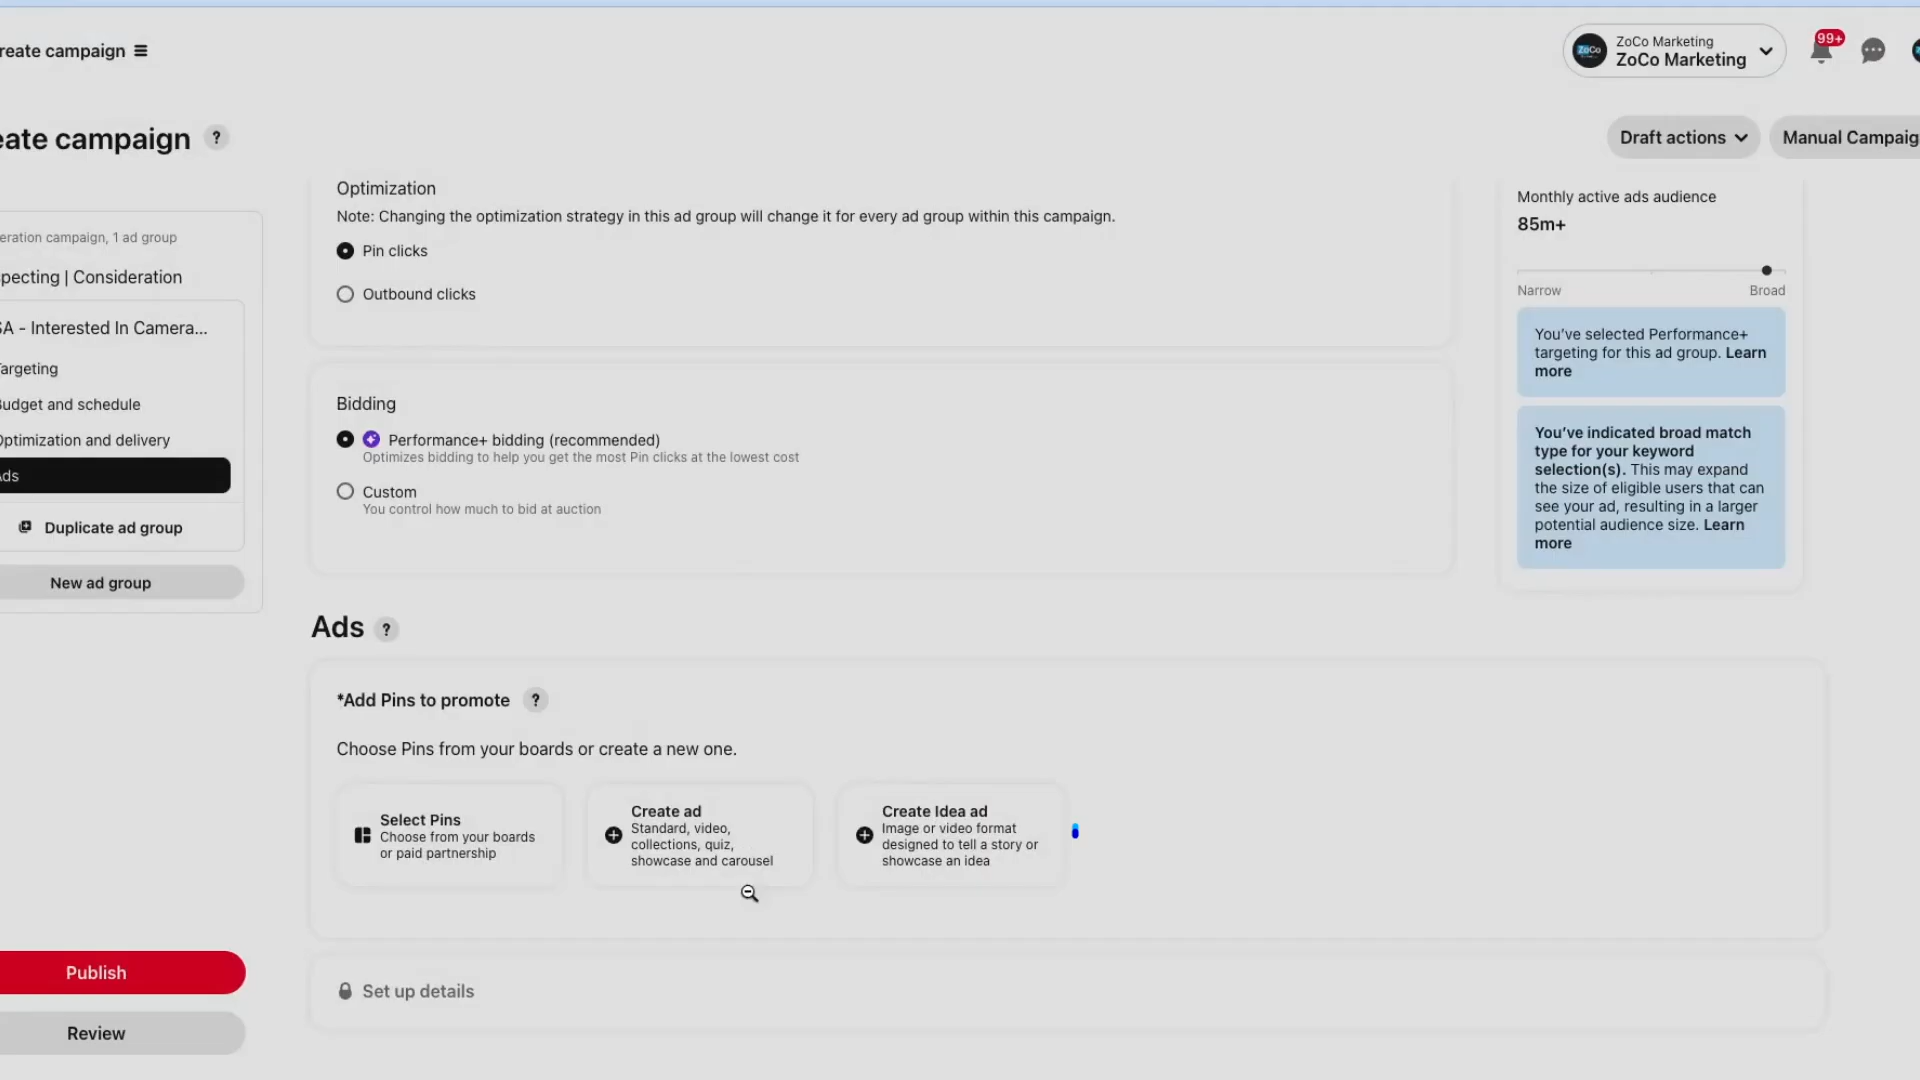 reate campaign
ZoCo Marketing
ZoCo
ZoCo Marketing
99+
eate campaign
?
Draft actions
Manual Campaig
eration campaign, 1 ad group
specting | Consideration
SA - Interested In Camera...
Targeting
Budget and schedule
Optimization and delivery
Ads
Duplicate ad group
New ad group
Publish
Review
Optimization
Note: Changing the optimization strategy in this ad group will change it for every ad group within this campaign.
Pin clicks
Outbound clicks
Bidding
Performance+ bidding (recommended)
Optimizes bidding to help you get the most Pin clicks at the lowest cost
Custom
You control how much to bid at auction
Monthly active ads audience
85m+
Narrow
Broad
You've selected Performance+
targeting for this ad group. Learn
more
You've indicated broad match
type for your keyword
selection(s). This may expand
the size of eligible users that can
see your ad, resulting in a larger
potential audience size. Learn
more
Ads ?
*Add Pins to promote ?
Choose Pins from your boards or create a new one.
Select Pins
Choose from your boards
or paid partnership
Create ad
Standard, video,
collections, quiz,
showcase and carousel
Create Idea ad
Image or video format
designed to tell a story or
showcase an idea
Set up details